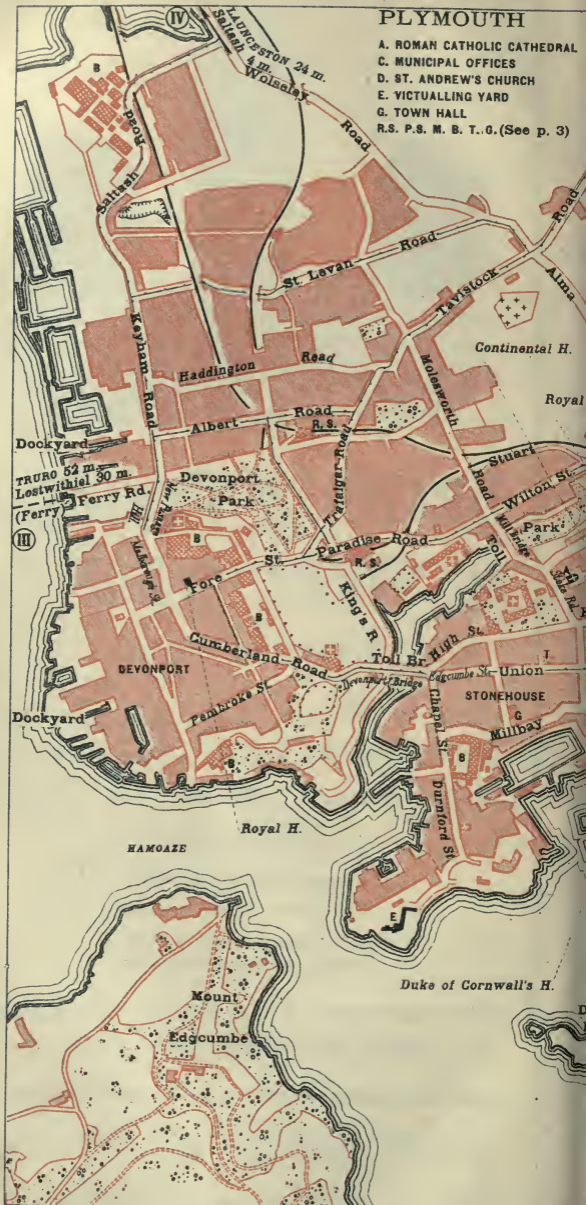 PLYMOUTH
A. ROMAN CATHOLIC CATHEDRAL
C. MUNICIPAL OFFICES
D. ST. ANDREW'S CHURCH
E. VICTUALLING YARD
G. TOWN HALL
R.S. P.S. M. B. T. G. (See p. 3)
IV
LAUNCESTON 24 m.
Saltash
4 m.
Wolseley
Road
B
Saltash
Road
St. Levan Road
Tavistock
Road
Alma
Continental H.
Keyham Road
Haddington Road
Molesworth
Road
Royal
Albert Road
R.S.
Dockyard
TRURO 52 m.
Lostwithiel 30 m.
(Ferry
Ferry Rd.
III
Hill
Devonport
Park
Trafalgar-Road
Stuart
Wilton St.
Park
Mill Bridge
Toll
B
Fore St.
Paradise-Road
R.S.
King's R.
B
Cumberland-Road
Toll Br.
High St.
Devonport Bridge
Edgcumbe St.
Union
T
DEVONPORT
STONEHOUSE
Pembroke St.
Chapel St.
G
Millbay
Dockyard
B
B
Durnford St.
Royal H.
HAMOAZE
E
Duke of Cornwall's H.
D
Mount
Edgcumbe